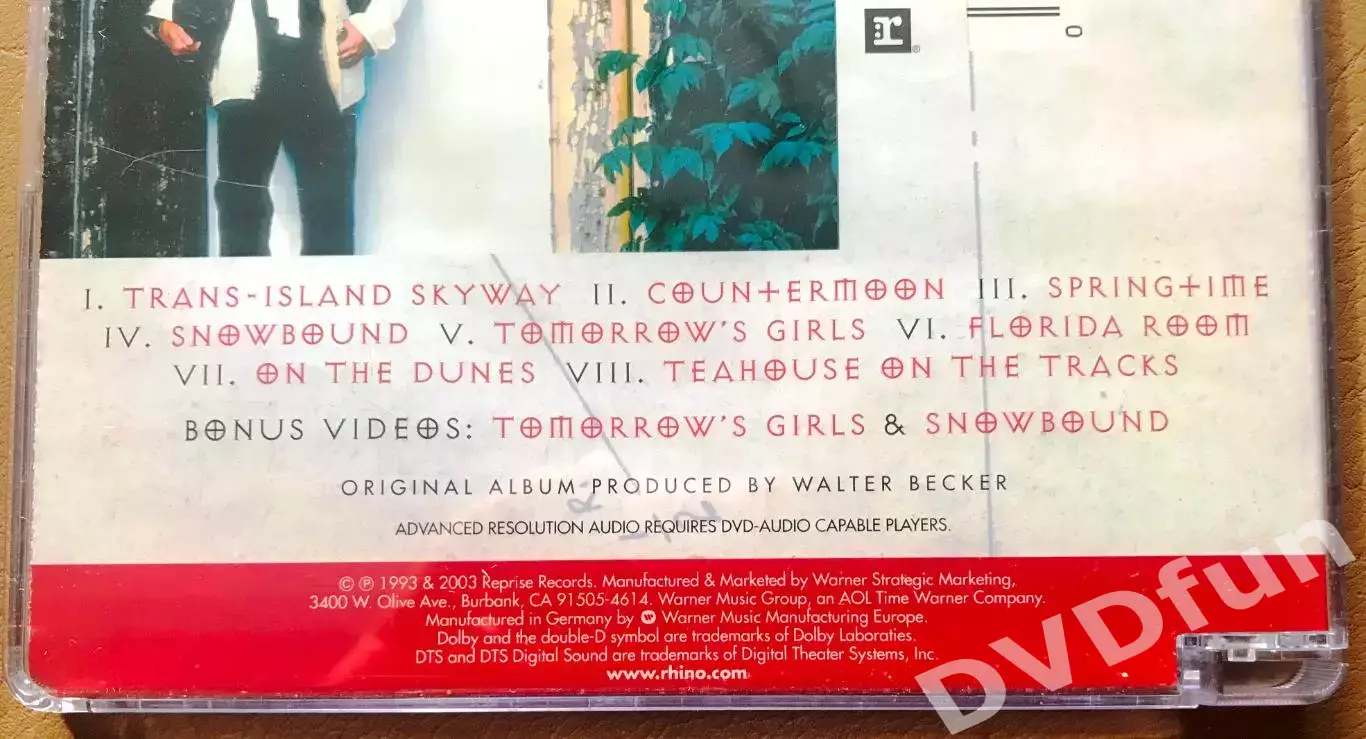 r
0
I. TRANS-ISLAND SKYWAY II. COUNTERMOON III. SPRINGTIME
IV. SNOWBOUND V. TOMORROW'S GIRLS VI. FLORIDA ROOM
VII. ON THE DUNES VIII. TEAHOUSE ON THE TRACKS
BONUS VIDEOS: TOMORROW'S GIRLS & SNOWBOUND
ORIGINAL ALBUM PRODUCED BY WALTER BECKER
ADVANCED RESOLUTION AUDIO REQUIRES DVD-AUDIO CAPABLE PLAYERS.
© ℗ 1993 & 2003 Reprise Records. Manufactured & Marketed by Warner Strategic Marketing,
3400 W. Olive Ave., Burbank, CA 91505-4614. Warner Music Group, an AOL Time Warner Company.
Manufactured in Germany by Warner Music Manufacturing Europe.
Dolby and the double-D symbol are trademarks of Dolby Laboraties.
DTS and DTS Digital Sound are trademarks of Digital Theater Systems, Inc.
www.rhino.com
DVDfun